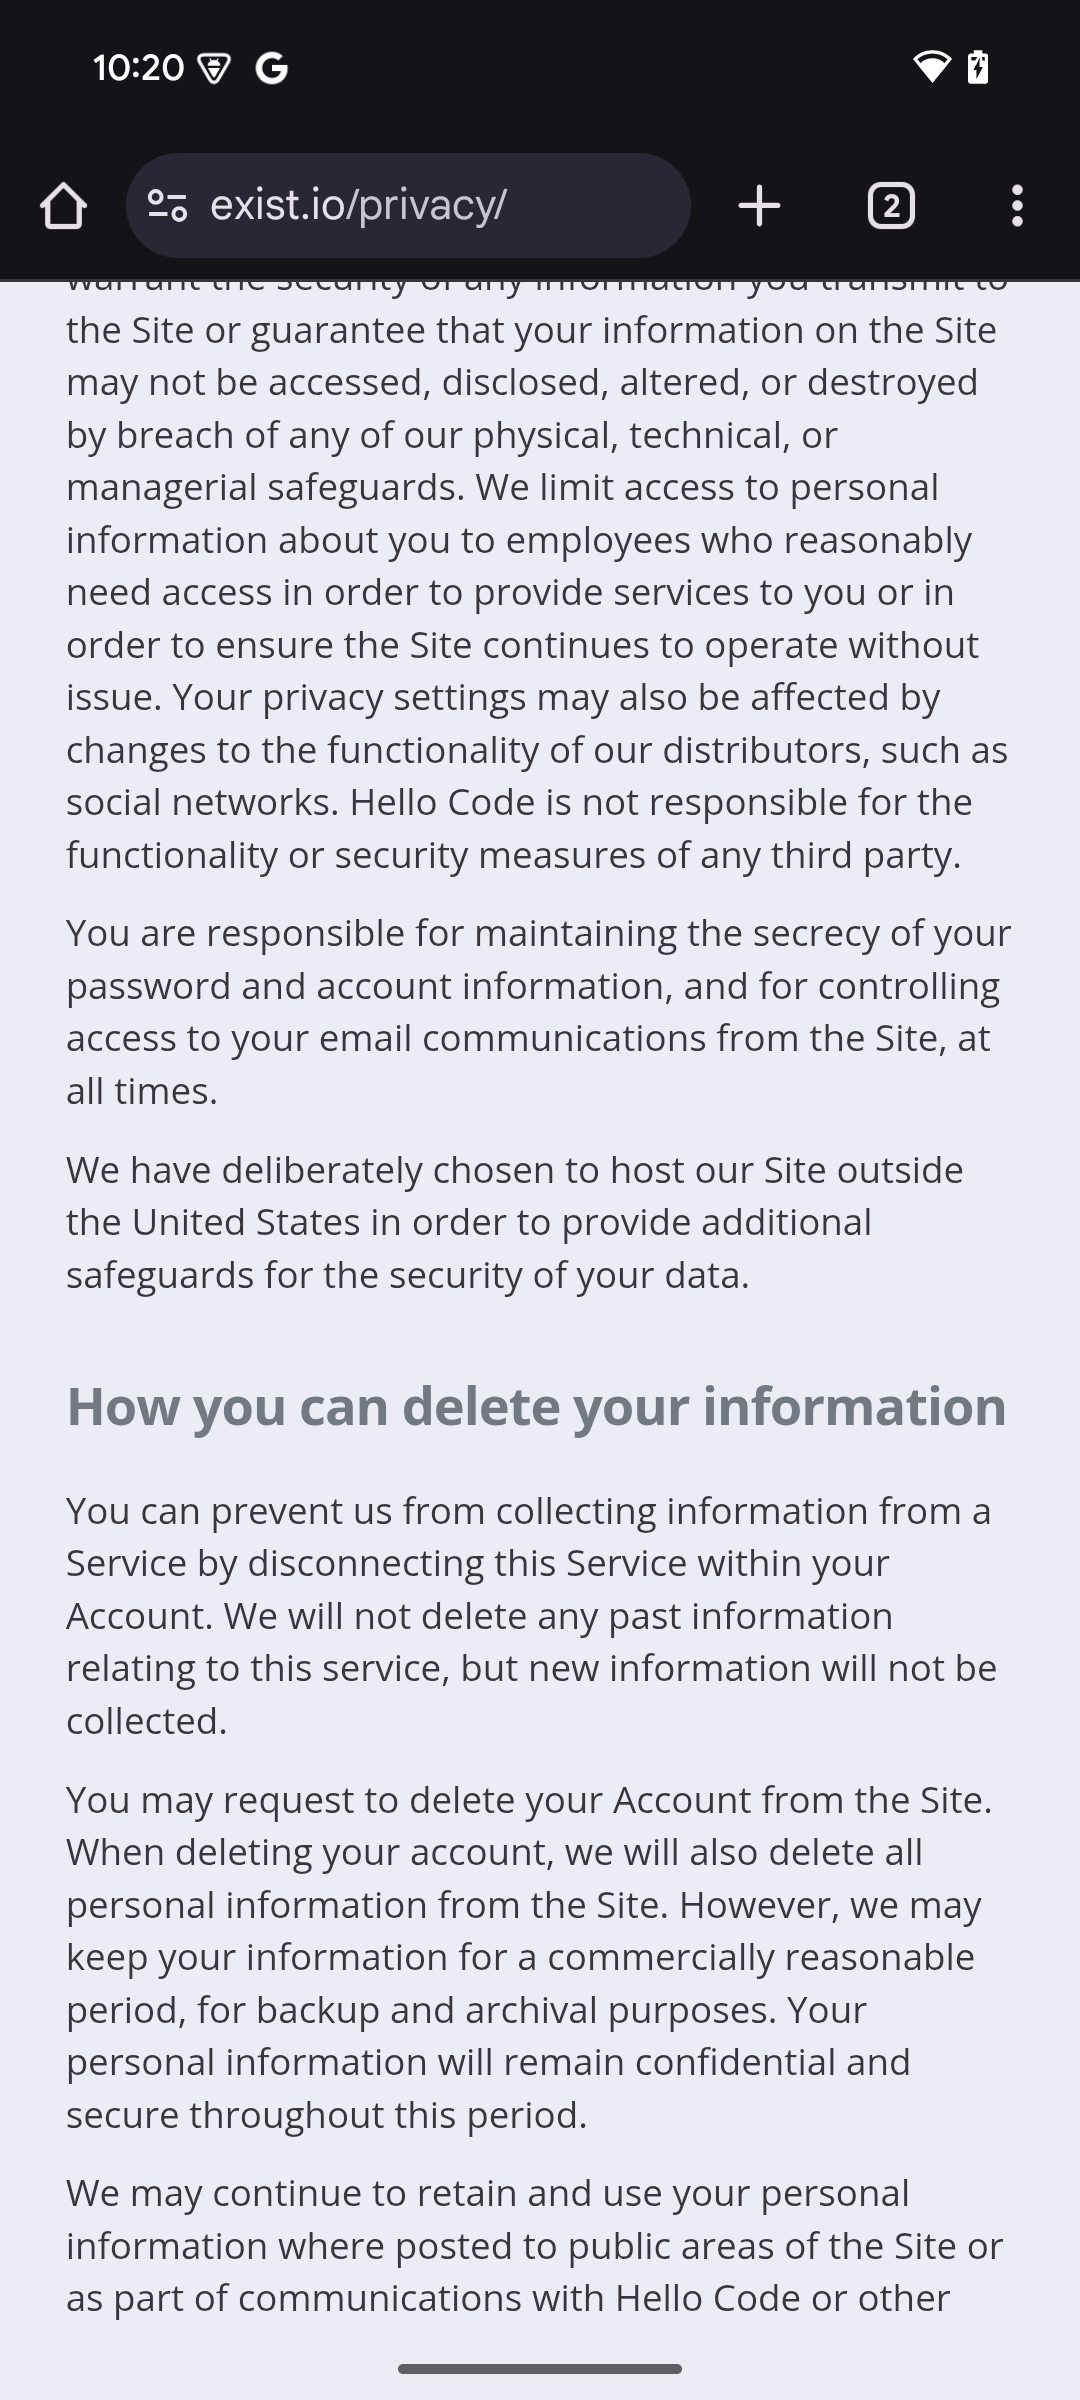 10:20
exist.io/privacy/
2
warrant the security of any information you transmit to
the Site or guarantee that your information on the Site
may not be accessed, disclosed, altered, or destroyed
by breach of any of our physical, technical, or
managerial safeguards. We limit access to personal
information about you to employees who reasonably
need access in order to provide services to you or in
order to ensure the Site continues to operate without
issue. Your privacy settings may also be affected by
changes to the functionality of our distributors, such as
social networks. Hello Code is not responsible for the
functionality or security measures of any third party.
You are responsible for maintaining the secrecy of your
password and account information, and for controlling
access to your email communications from the Site, at
all times.
We have deliberately chosen to host our Site outside
the United States in order to provide additional
safeguards for the security of your data.
How you can delete your information
You can prevent us from collecting information from a
Service by disconnecting this Service within your
Account. We will not delete any past information
relating to this service, but new information will not be
collected.
You may request to delete your Account from the Site.
When deleting your account, we will also delete all
personal information from the Site. However, we may
keep your information for a commercially reasonable
period, for backup and archival purposes. Your
personal information will remain confidential and
secure throughout this period.
We may continue to retain and use your personal
information where posted to public areas of the Site or
as part of communications with Hello Code or other